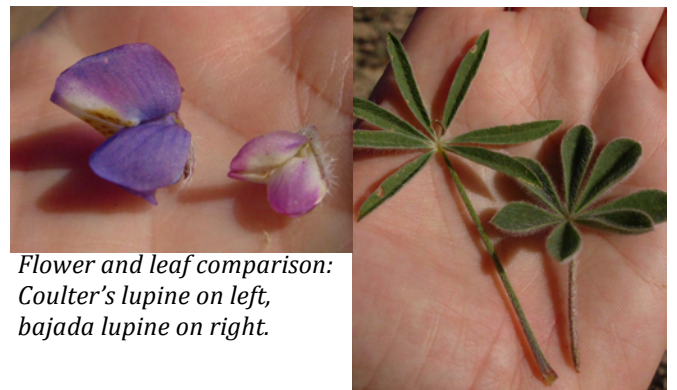 Flower and leaf comparison:
Coulter’s lupine on left,
bajada lupine on right.